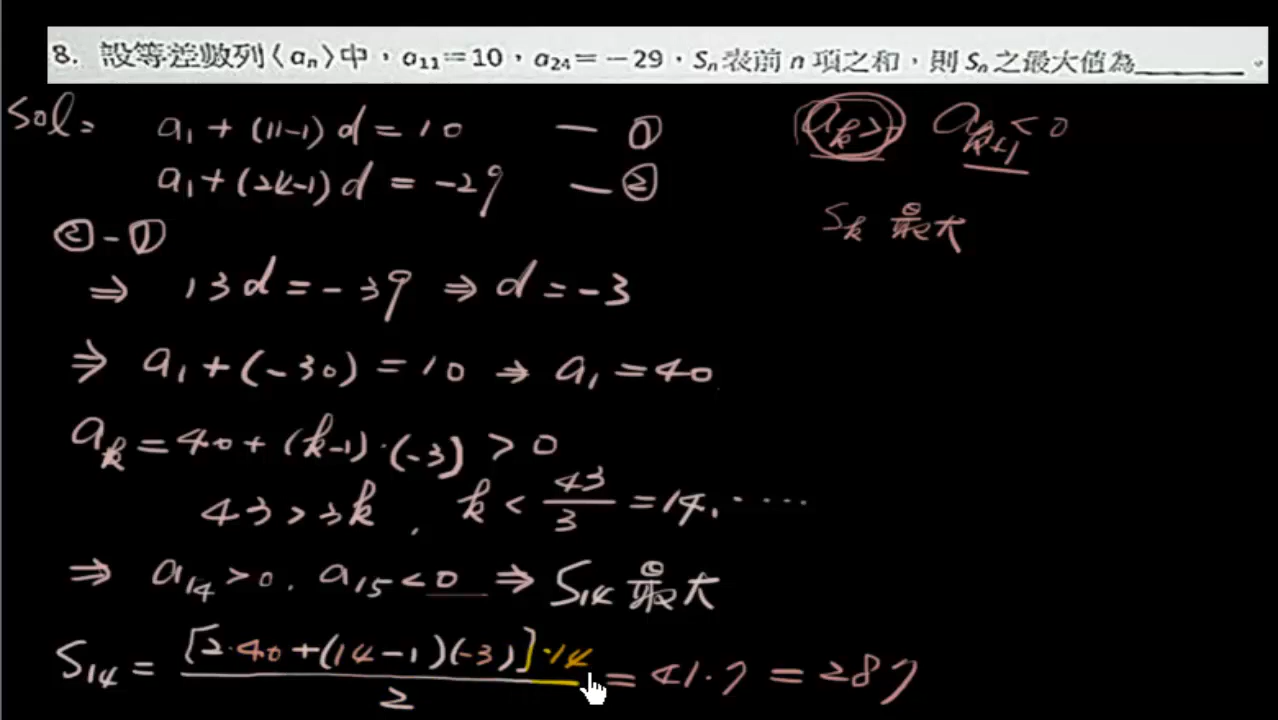 8. 設等差數列⟨aₙ⟩中，a₁₁=10，a₂₄=－29，Sₙ表前 n 項之和，則 Sₙ 之最大值為________。
Sol: a₁+(11-1)d=10 — ①
a₁+(24-1)d=-29 — ②
aₖ>0 aₖ₊₁<0
Sₖ 最大
②-①
⇒ 13d=-39 ⇒ d=-3
⇒ a₁+(-30)=10 → a₁=40
aₖ=40+(k-1)·(-3)>0
43>3k, k<43/3=14.....
⇒ a₁₄>0. a₁₅<0 ⇒ S₁₄ 最大
S₁₄=[2·40+(14-1)(-3)]·14/2=41·7=287